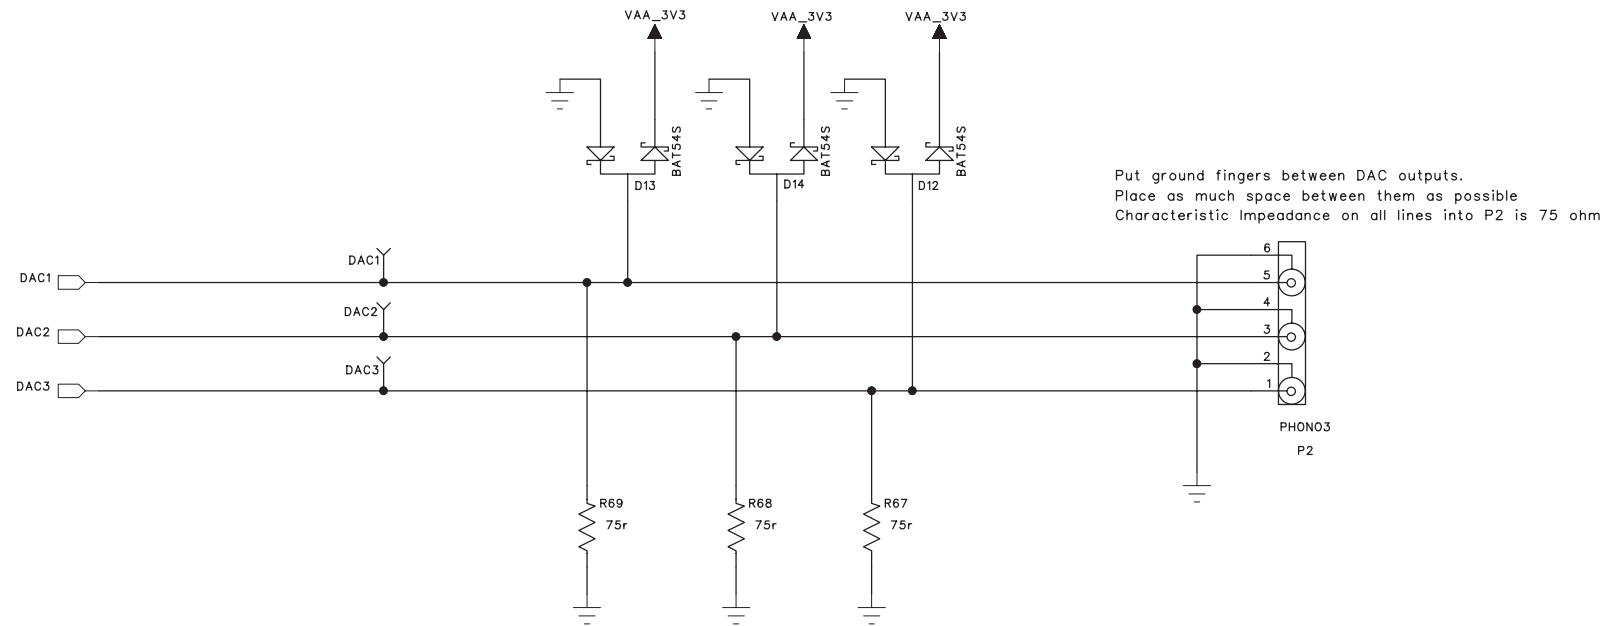 VAA_3V3
VAA_3V3
VAA_3V3
BAT54S
BAT54S
BAT54S
D13
D14
D12
Put ground fingers between DAC outputs.
Place as much space between them as possible
Characteristic Impeadance on all lines into P2 is 75 ohm
6
DAC1
DAC1
5
4
DAC2
DAC2
3
2
DAC3
DAC3
1
PHONO3
P2
R69
75r
R68
75r
R67
75r